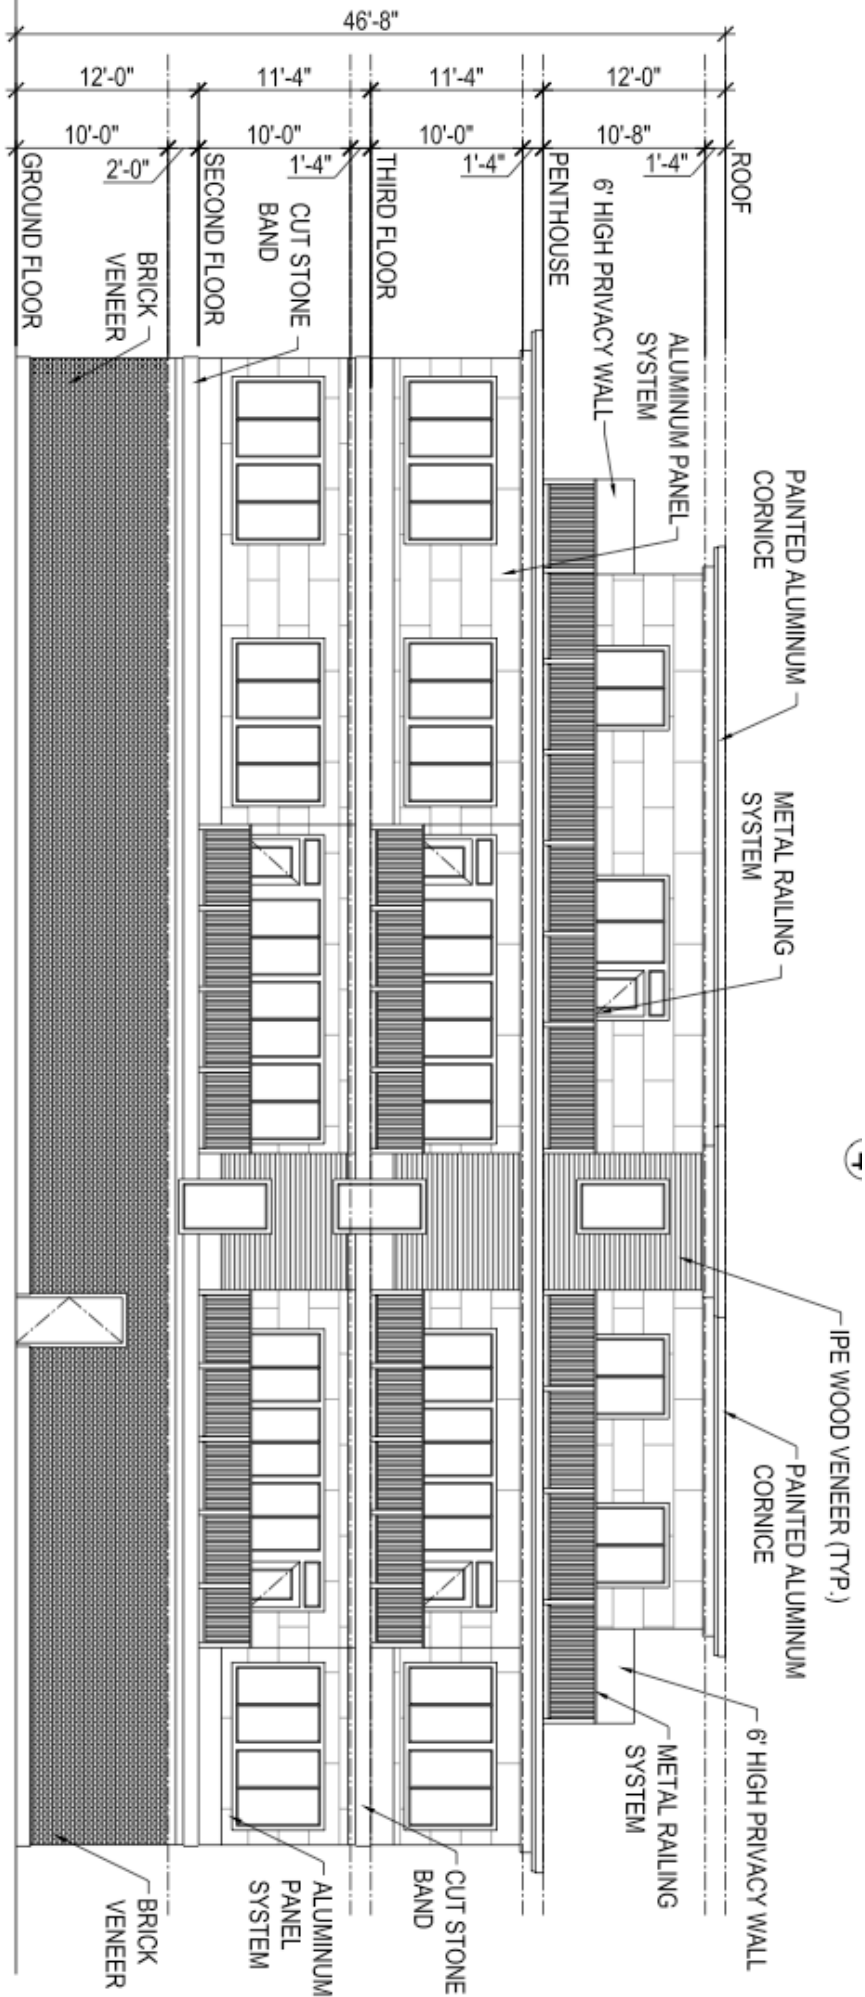 46'-8"
12'-0"
11'-4"
11'-4"
12'-0"
10'-0"
2'-0"
10'-0"
1'-4"
10'-0"
1'-4"
10'-8"
1'-4"
ROOF
PENTHOUSE
THIRD FLOOR
SECOND FLOOR
GROUND FLOOR
PAINTED ALUMINUM
CORNICE
6' HIGH PRIVACY WALL
ALUMINUM PANEL
SYSTEM
CUT STONE
BAND
BRICK
VENEER
METAL RAILING
SYSTEM
IPE WOOD VENEER (TYP.)
PAINTED ALUMINUM
CORNICE
6' HIGH PRIVACY WALL
METAL RAILING
SYSTEM
CUT STONE
BAND
ALUMINUM
PANEL
SYSTEM
BRICK
VENEER